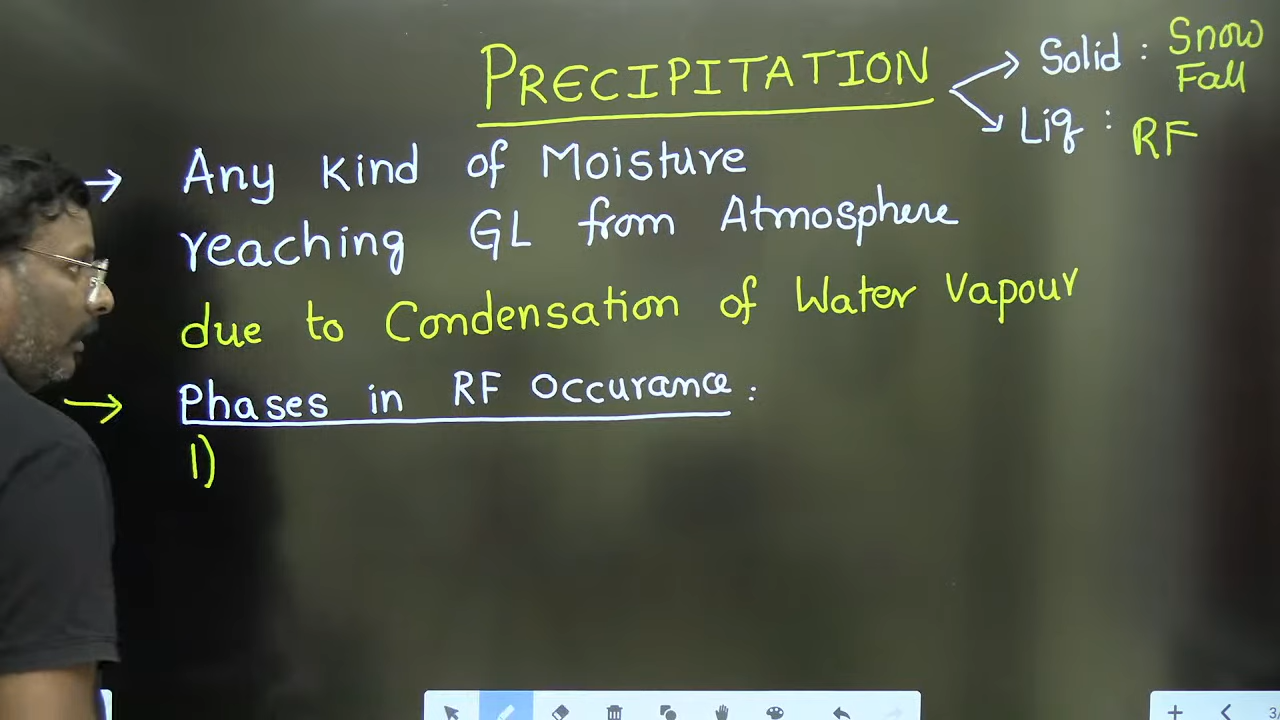 PRECIPITATION
Solid : Snow
Fall
Liq : RF
Any Kind of Moisture
reaching GL from Atmosphere
due to Condensation of Water Vapour
Phases in RF Occurance :
1)
3